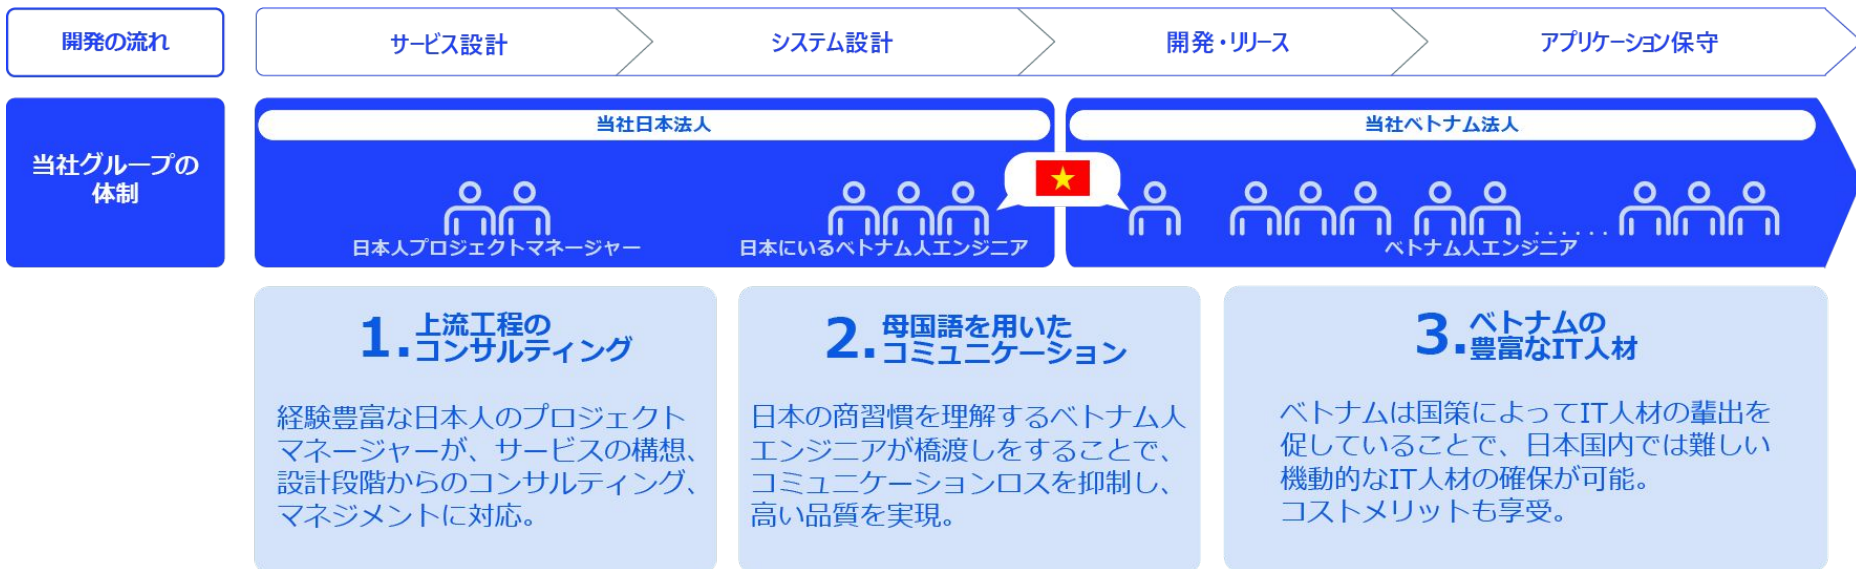 開発の流れ
サービス設計
システム設計
開発・リリース
アプリケーション保守
当社グループの
体制
当社日本法人
当社ベトナム法人
日本人プロジェクトマネージャー
日本にいるベトナム人エンジニア
......
ベトナム人エンジニア
1.上流工程の
コンサルティング
経験豊富な日本人のプロジェクト
マネージャーが、サービスの構想、
設計段階からのコンサルティング、
マネジメントに対応。
2.母国語を用いた
コミュニケーション
日本の商習慣を理解するベトナム人
エンジニアが橋渡しをすることで、
コミュニケーションロスを抑制し、
高い品質を実現。
3.ベトナムの
豊富なIT人材
ベトナムは国策によってIT人材の輩出を
促していることで、日本国内では難しい
機動的なIT人材の確保が可能。
コストメリットも享受。